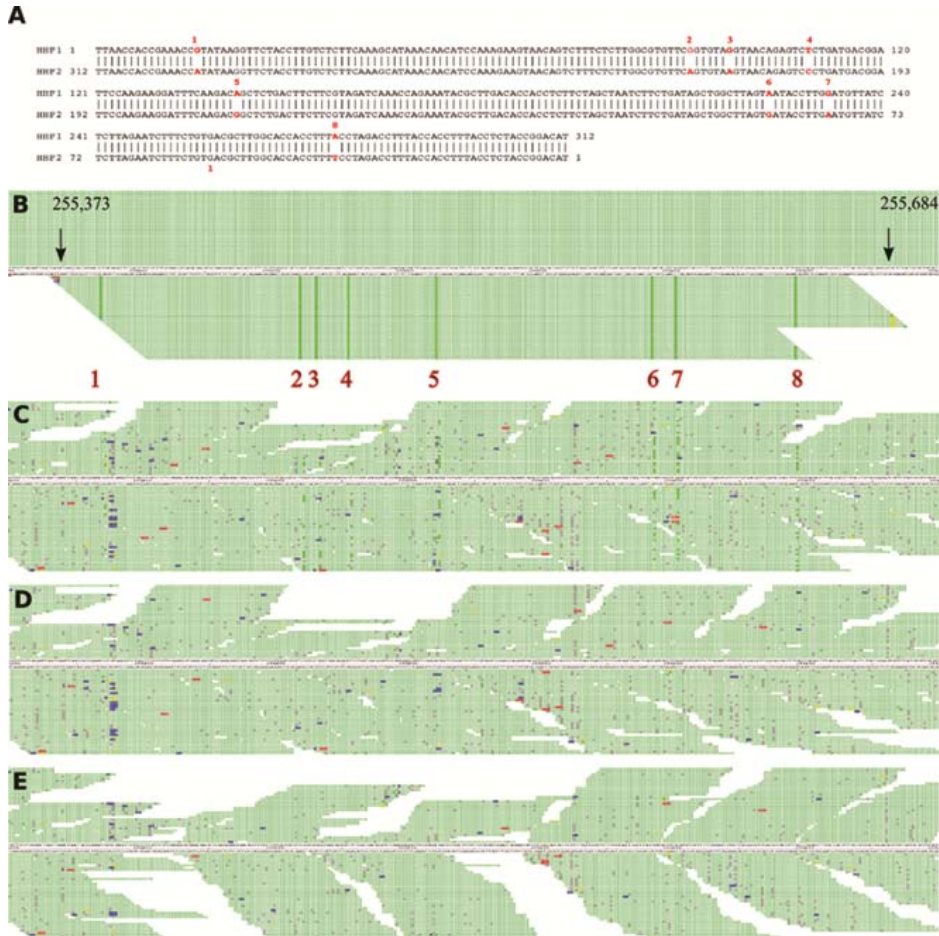 A
1 2 3 4
HHF1 1 TTAACCACCGAAACCGTATAAGGTTCTACCTTGTCTCTTCAAAGCATAAACAACATCCAAAGAAGTAACAGTCTTTCTCTTGGCGTGTTCGGTGTAGGTAACAGAGTCTCTGATGACGGA 120
HHF2 312 TTAACCACCGAAACCATATAAGGTTCTACCTTGTCTCTTCAAAGCATAAACAACATCCAAAGAAGTAACAGTCTTTCTCTTGGCGTGTTCAGTGTAAGTAACAGAGTCCCTGATGACGGA 193
5 6 7
HHF1 121 TTCCAAGAAGGATTTCAAGACAGCTCTGACTTCTTCGTAGATCAAACCAGAAATACGCTTGACACCACCTCTTCTAGCTAATCTTCTGATAGCTGGCTTAGTAATACCTTGGATGTTATC 240
HHF2 192 TTCCAAGAAGGATTTCAAGACGGCTCTGACTTCTTCGTAGATCAAACCAGAAATACGCTTGACACCACCTCTTCTAGCTAATCTTCTGATAGCTGGCTTAGTGATACCTTGAATGTTATC 73
8
HHF1 241 TCTTAGAATCTTTCTGTGACGCTTGGCACCACCTTTACCTAGACCTTTACCACCTTTACCTCTACCGGACAT 312
HHF2 72 TCTTAGAATCTTTCTGTGACGCTTGGCACCACCTTTTCCTAGACCTTTACCACCTTTACCTCTACCGGACAT 1
1
B
255,373 255,684
1 2 3 4 5 6 7 8
C
D
E